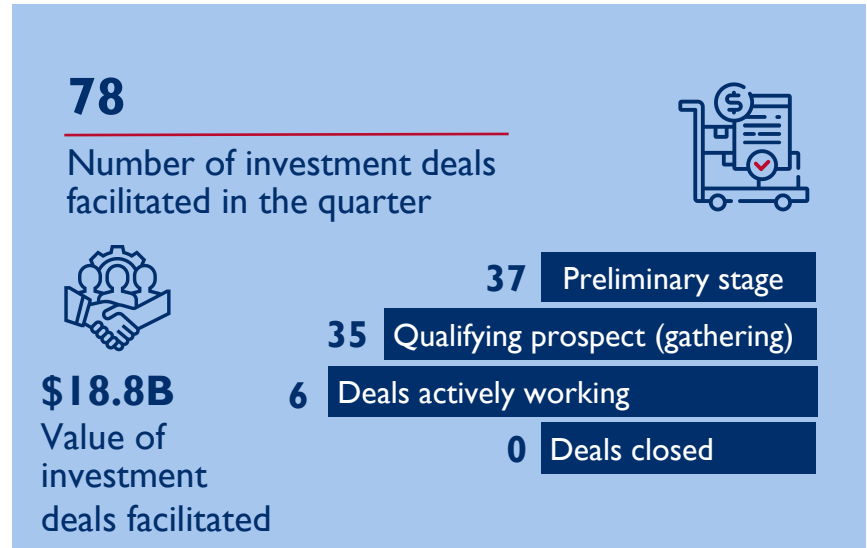 78
Number of investment deals
facilitated in the quarter
$
37 Preliminary stage
35 Qualifying prospect (gathering)
6 Deals actively working
0 Deals closed
$18.8B
Value of
investment
deals facilitated